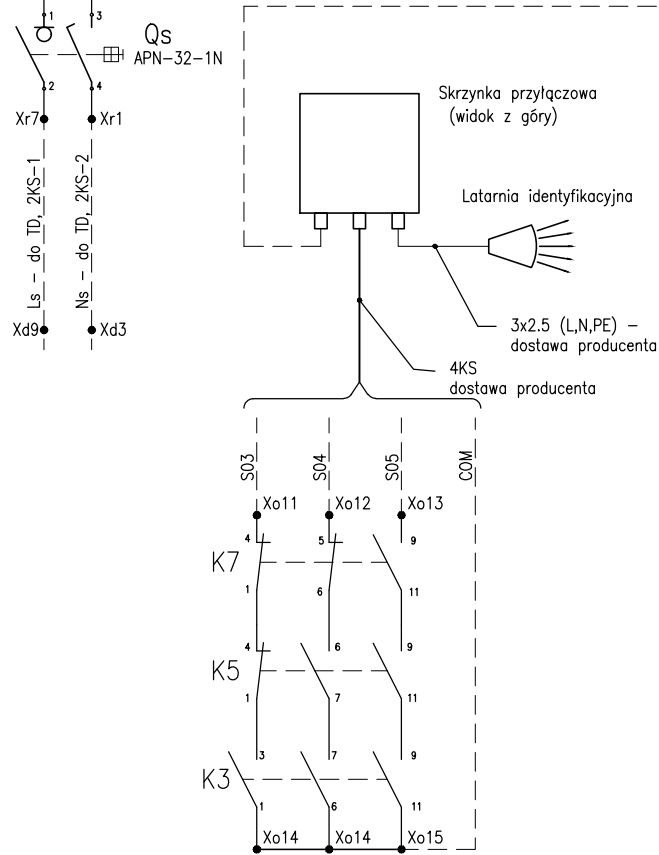 1
3
Qs
APN-32-1N
2
4
Xr7
Xr1
Ls – do TD, 2KS-1
Ns – do TD, 2KS-2
Xd9
Xd3
Skrzynka przyłączowa
(widok z góry)
Latarnia identyfikacyjna
3x2.5 (L,N,PE) –
dostawa producenta
4KS
dostawa producenta
S03
S04
S05
COM
Xo11
Xo12
Xo13
4
5
9
K7
1
6
11
4
6
9
K5
1
7
11
3
7
9
K3
1
6
11
Xo14
Xo14
Xo15